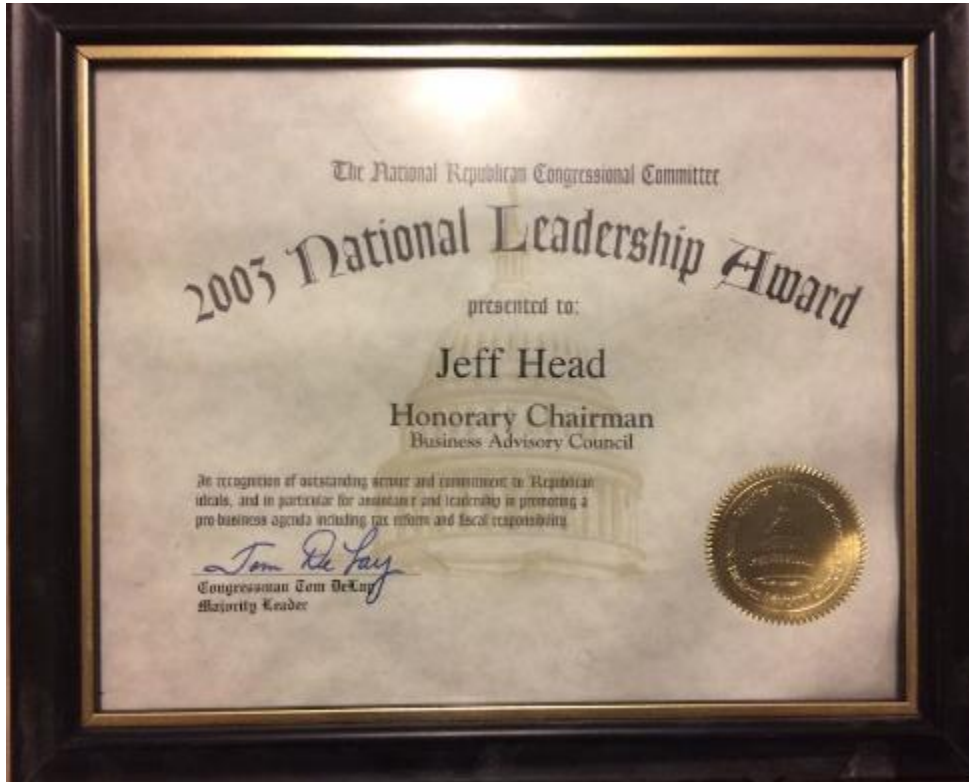 The National Republican Congressional Committee
2003 National Leadership Award
presented to:
Jeff Head
Honorary Chairman
Business Advisory Council
In recognition of outstanding service and commitment to Republican
ideals, and in particular for assistance and leadership in promoting a
pro-business agenda including tax reform and fiscal responsibility
Tom DeLay
Congressman Tom DeLay
Majority Leader